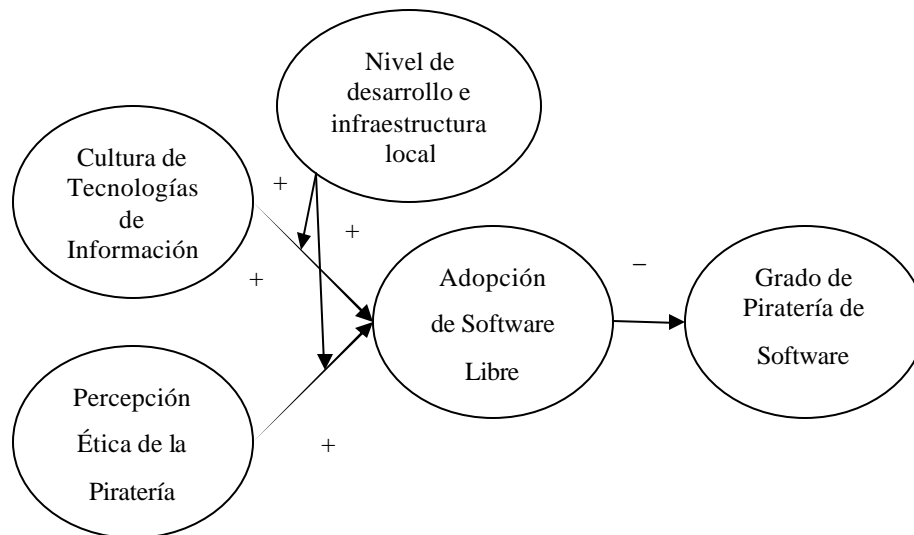 Nivel de
desarrollo e
infraestructura
local
Cultura de
Tecnologías
de
Información
+
+
+
Adopción
de Software
Libre
–
Grado de
Piratería de
Software
Percepción
Ética de la
Piratería
+